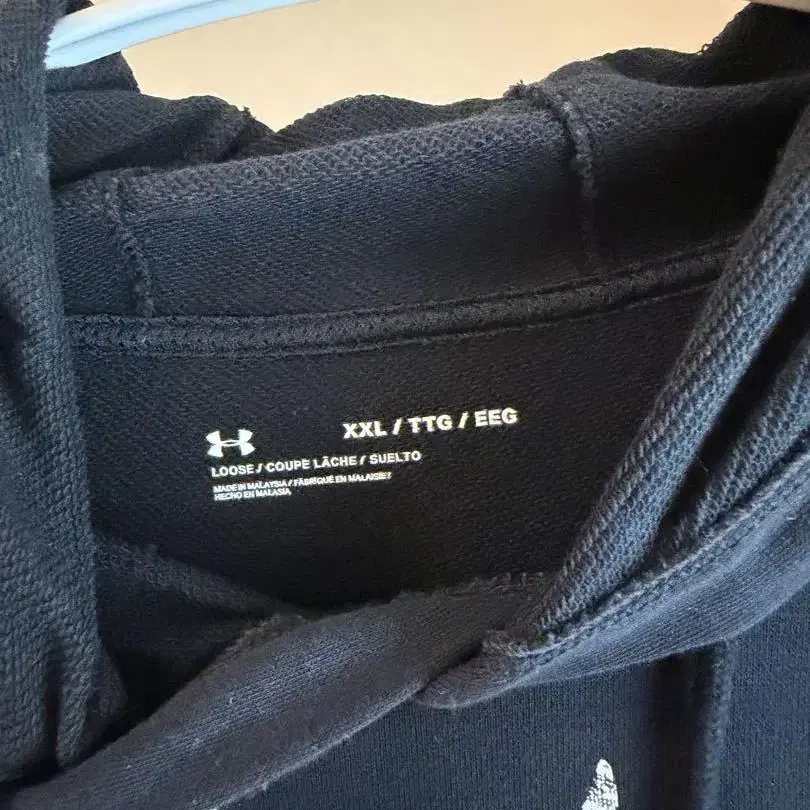 XXL / TTG / EEG
LOOSE / COUPE LÂCHE / SUELTO
MADE IN MALAYSIA / FABRIQUÉ EN MALAISIE /
HECHO EN MALASIA